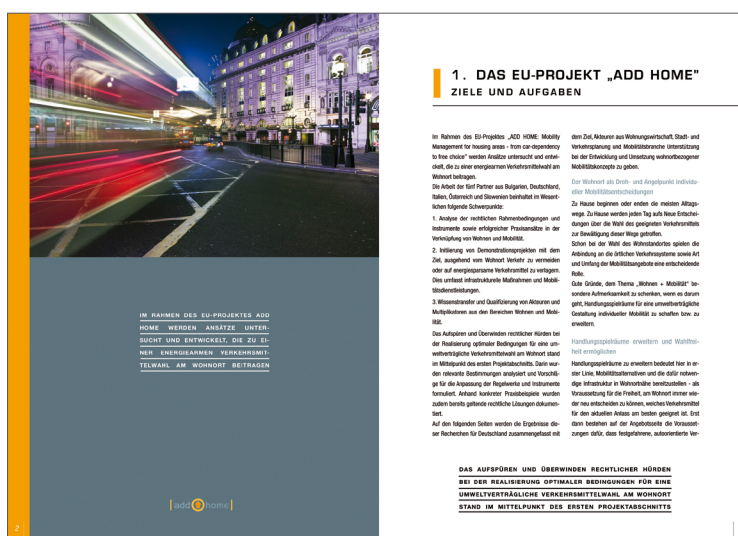 IM RAHMEN DES EU-PROJEKTES ADD
HOME WERDEN ANSÄTZE UNTER-
SUCHT UND ENTWICKELT, DIE ZU EI-
NER ENERGIEARMEN VERKEHRSMIT-
TELWAHL AM WOHNORT BEITRAGEN
add home
2
1. DAS EU-PROJEKT „ADD HOME"
ZIELE UND AUFGABEN
Im Rahmen des EU-Projektes „ADD HOME: Mobility
Management for housing areas - from car-dependency
to free choice" werden Ansätze untersucht und entwi-
ckelt, die zu einer energiearmen Verkehrsmittelwahl am
Wohnort beitragen.
Die Arbeit der fünf Partner aus Bulgarien, Deutschland,
Italien, Österreich und Slowenien beinhaltet im Wesent-
lichen folgende Schwerpunkte:
1. Analyse der rechtlichen Rahmenbedingungen und
Instrumente sowie erfolgreicher Praxisansätze in der
Verknüpfung von Wohnen und Mobilität.
2. Initiierung von Demonstrationsprojekten mit dem
Ziel, ausgehend vom Wohnort Verkehr zu vermeiden
oder auf energiesparsame Verkehrsmittel zu verlagern.
Dies umfasst infrastrukturelle Maßnahmen und Mobili-
tätsdienstleistungen.
3. Wissenstransfer und Qualifizierung von Akteuren und
Multiplikatoren aus den Bereichen Wohnen und Mobi-
lität.
Das Aufspüren und Überwinden rechtlicher Hürden bei
der Realisierung optimaler Bedingungen für eine um-
weltverträgliche Verkehrsmittelwahl am Wohnort stand
im Mittelpunkt des ersten Projektabschnitts. Darin wur-
den relevante Bestimmungen analysiert und Vorschlä-
ge für die Anpassung der Regelwerke und Instrumente
formuliert. Anhand konkreter Praxisbeispiele wurden
zudem bereits geltende rechtliche Lösungen dokumen-
tiert.
Auf den folgenden Seiten werden die Ergebnisse die-
ser Recherchen für Deutschland zusammengefasst mit
dem Ziel, Akteuren aus Wohnungswirtschaft, Stadt- und
Verkehrsplanung und Mobilitätsbranche Unterstützung
bei der Entwicklung und Umsetzung wohnortbezogener
Mobilitätskonzepte zu geben.
Der Wohnort als Dreh- und Angelpunkt individu-
eller Mobilitätsentscheidungen
Zu Hause beginnen oder enden die meisten Alltags-
wege. Zu Hause werden jeden Tag aufs Neue Entschei-
dungen über die Wahl des geeigneten Verkehrsmittels
zur Bewältigung dieser Wege getroffen.
Schon bei der Wahl des Wohnstandortes spielen die
Anbindung an die örtlichen Verkehrssysteme sowie Art
und Umfang der Mobilitätsangebote eine entscheidende
Rolle.
Gute Gründe, dem Thema „Wohnen + Mobilität" be-
sondere Aufmerksamkeit zu schenken, wenn es darum
geht, Handlungsspielräume für eine umweltverträgliche
Gestaltung individueller Mobilität zu schaffen bzw. zu
erweitern.
Handlungsspielräume erweitern und Wahlfrei-
heit ermöglichen
Handlungsspielräume zu erweitern bedeutet hier in er-
ster Linie, Mobilitätsalternativen und die dafür notwen-
dige Infrastruktur in Wohnortnähe bereitzustellen - als
Voraussetzung für die Freiheit, am Wohnort immer wie-
der neu entscheiden zu können, welches Verkehrsmittel
für den aktuellen Anlass am besten geeignet ist. Erst
dann bestehen auf der Angebotsseite die Vorausset-
zungen dafür, dass festgefahrene, autoorientierte Ver-
DAS AUFSPÜREN UND ÜBERWINDEN RECHTLICHER HÜRDEN
BEI DER REALISIERUNG OPTIMALER BEDINGUNGEN FÜR EINE
UMWELTVERTRÄGLICHE VERKEHRSMITTELWAHL AM WOHNORT
STAND IM MITTELPUNKT DES ERSTEN PROJEKTABSCHNITTS